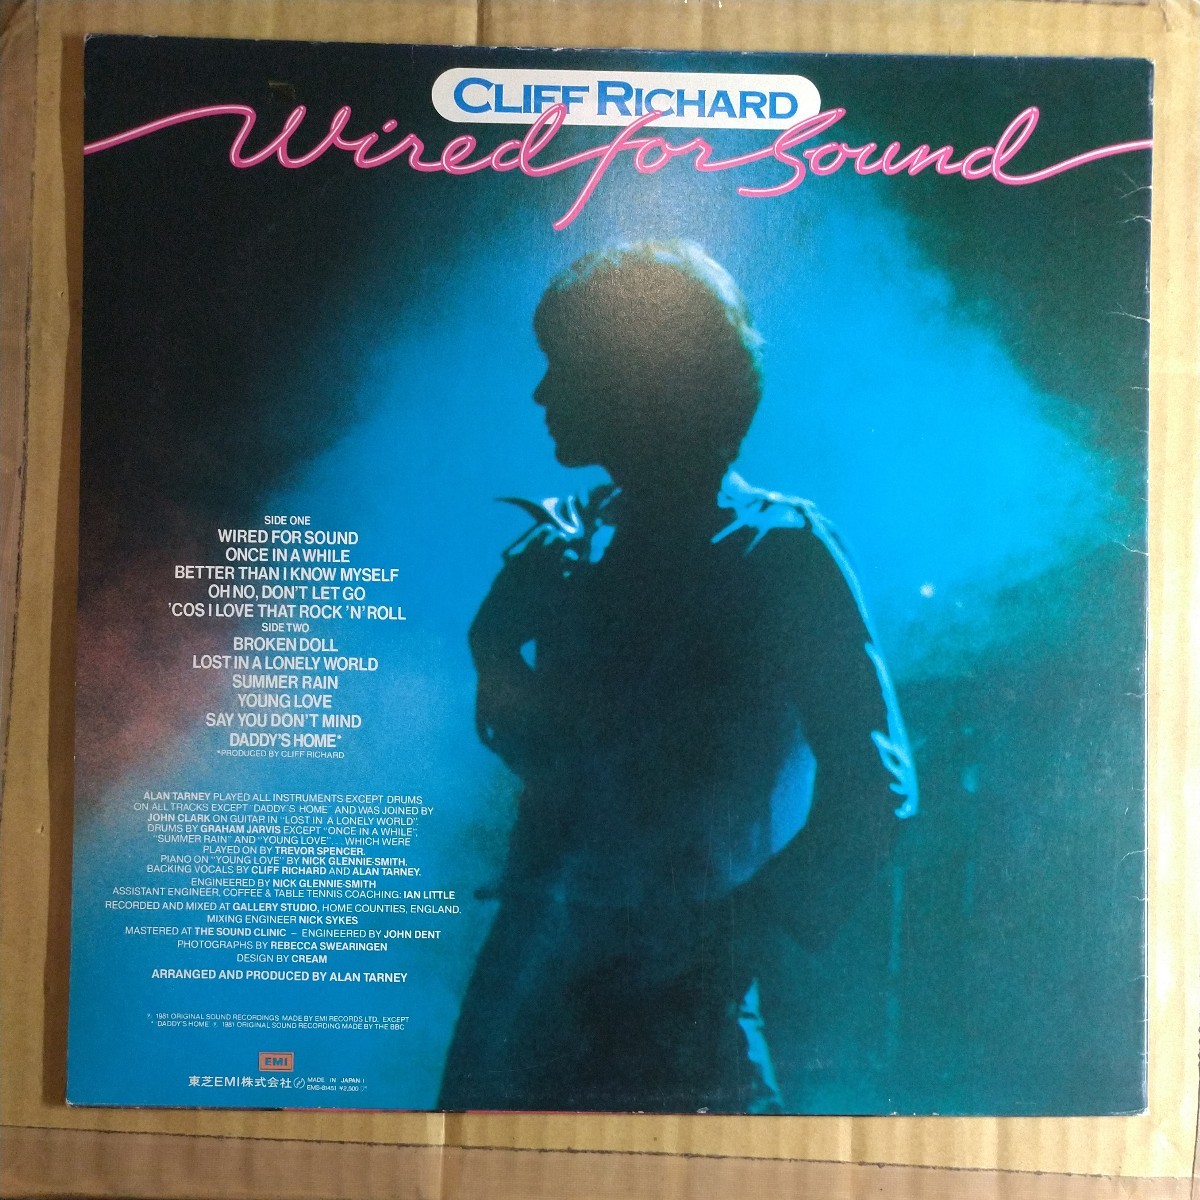 CLIFF RICHARD
Wired for Sound
SIDE ONE
WIRED FOR SOUND
ONCE IN A WHILE
BETTER THAN I KNOW MYSELF
OH NO, DON'T LET GO
'COS I LOVE THAT ROCK 'N' ROLL
SIDE TWO
BROKEN DOLL
LOST IN A LONELY WORLD
SUMMER RAIN
YOUNG LOVE
SAY YOU DON'T MIND
DADDY'S HOME*
*PRODUCED BY CLIFF RICHARD
ALAN TARNEY PLAYED ALL INSTRUMENTS EXCEPT DRUMS
ON ALL TRACKS EXCEPT "DADDY'S HOME" AND WAS JOINED BY
JOHN CLARK ON GUITAR IN "LOST IN A LONELY WORLD".
DRUMS BY GRAHAM JARVIS EXCEPT "ONCE IN A WHILE",
"SUMMER RAIN" AND "YOUNG LOVE"... WHICH WERE
PLAYED ON BY TREVOR SPENCER.
PIANO ON "YOUNG LOVE" BY NICK GLENNIE-SMITH.
BACKING VOCALS BY CLIFF RICHARD AND ALAN TARNEY.
ENGINEERED BY NICK GLENNIE-SMITH
ASSISTANT ENGINEER, COFFEE & TABLE TENNIS COACHING: IAN LITTLE
RECORDED AND MIXED AT GALLERY STUDIO, HOME COUNTIES, ENGLAND.
MIXING ENGINEER NICK SYKES
MASTERED AT THE SOUND CLINIC – ENGINEERED BY JOHN DENT
PHOTOGRAPHS BY REBECCA SWEARINGEN
DESIGN BY CREAM
ARRANGED AND PRODUCED BY ALAN TARNEY
℗ 1981 ORIGINAL SOUND RECORDINGS MADE BY EMI RECORDS LTD. EXCEPT
* DADDY'S HOME ℗ 1981 ORIGINAL SOUND RECORDING MADE BY THE BBC
EMI
東芝EMI株式会社 MADE IN JAPAN
EMS-81451 ¥2,500